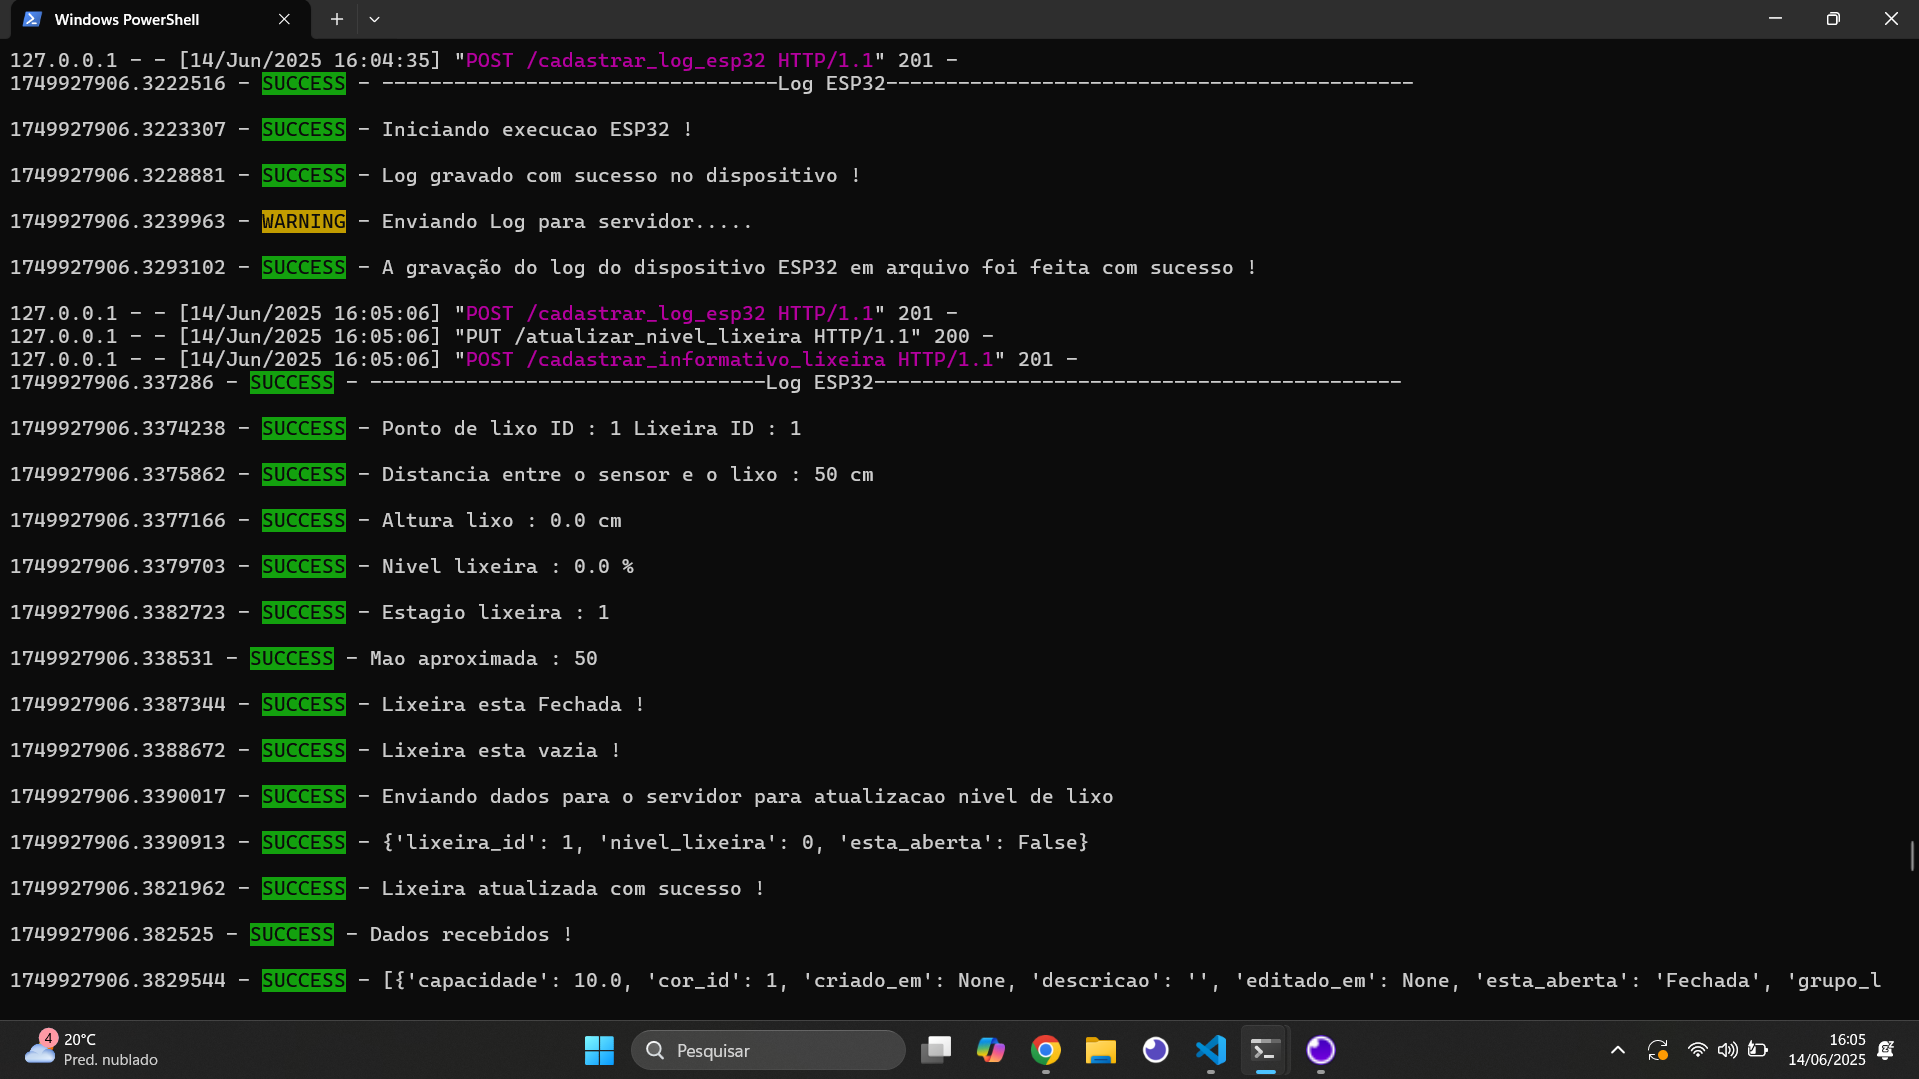 Windows PowerShell
127.0.0.1 - - [14/Jun/2025 16:04:35] "POST /cadastrar_log_esp32 HTTP/1.1" 201 -
1749927906.3222516 - SUCCESS - ---------------------------------Log ESP32--------------------------------------------
1749927906.3223307 - SUCCESS - Iniciando execucao ESP32 !
1749927906.3228881 - SUCCESS - Log gravado com sucesso no dispositivo !
1749927906.3239963 - WARNING - Enviando Log para servidor.....
1749927906.3293102 - SUCCESS - A gravação do log do dispositivo ESP32 em arquivo foi feita com sucesso !
127.0.0.1 - - [14/Jun/2025 16:05:06] "POST /cadastrar_log_esp32 HTTP/1.1" 201 -
127.0.0.1 - - [14/Jun/2025 16:05:06] "PUT /atualizar_nivel_lixeira HTTP/1.1" 200 -
127.0.0.1 - - [14/Jun/2025 16:05:06] "POST /cadastrar_informativo_lixeira HTTP/1.1" 201 -
1749927906.337286 - SUCCESS - ---------------------------------Log ESP32--------------------------------------------
1749927906.3374238 - SUCCESS - Ponto de lixo ID : 1 Lixeira ID : 1
1749927906.3375862 - SUCCESS - Distancia entre o sensor e o lixo : 50 cm
1749927906.3377166 - SUCCESS - Altura lixo : 0.0 cm
1749927906.3379703 - SUCCESS - Nivel lixeira : 0.0 %
1749927906.3382723 - SUCCESS - Estagio lixeira : 1
1749927906.338531 - SUCCESS - Mao aproximada : 50
1749927906.3387344 - SUCCESS - Lixeira esta Fechada !
1749927906.3388672 - SUCCESS - Lixeira esta vazia !
1749927906.3390017 - SUCCESS - Enviando dados para o servidor para atualizacao nivel de lixo
1749927906.3390913 - SUCCESS - {'lixeira_id': 1, 'nivel_lixeira': 0, 'esta_aberta': False}
1749927906.3821962 - SUCCESS - Lixeira atualizada com sucesso !
1749927906.382525 - SUCCESS - Dados recebidos !
1749927906.3829544 - SUCCESS - [{'capacidade': 10.0, 'cor_id': 1, 'criado_em': None, 'descricao': '', 'editado_em': None, 'esta_aberta': 'Fechada', 'grupo_l
4
20°C
Pred. nublado
Pesquisar
16:05
14/06/2025